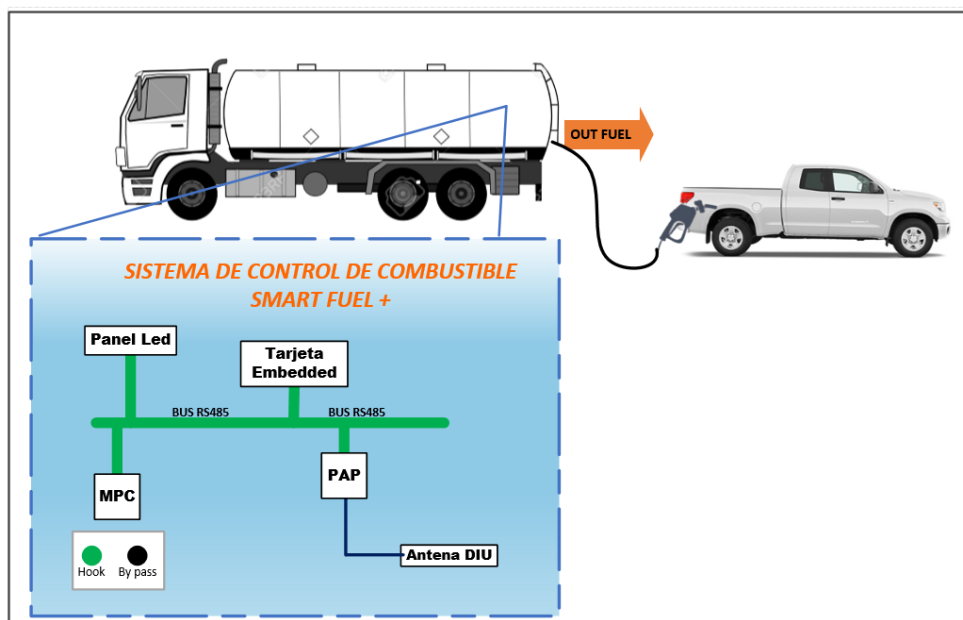 OUT FUEL
SISTEMA DE CONTROL DE COMBUSTIBLE
SMART FUEL +
Panel Led
Tarjeta
Embedded
BUS RS485
BUS RS485
MPC
PAP
Antena DIU
Hook
By pass